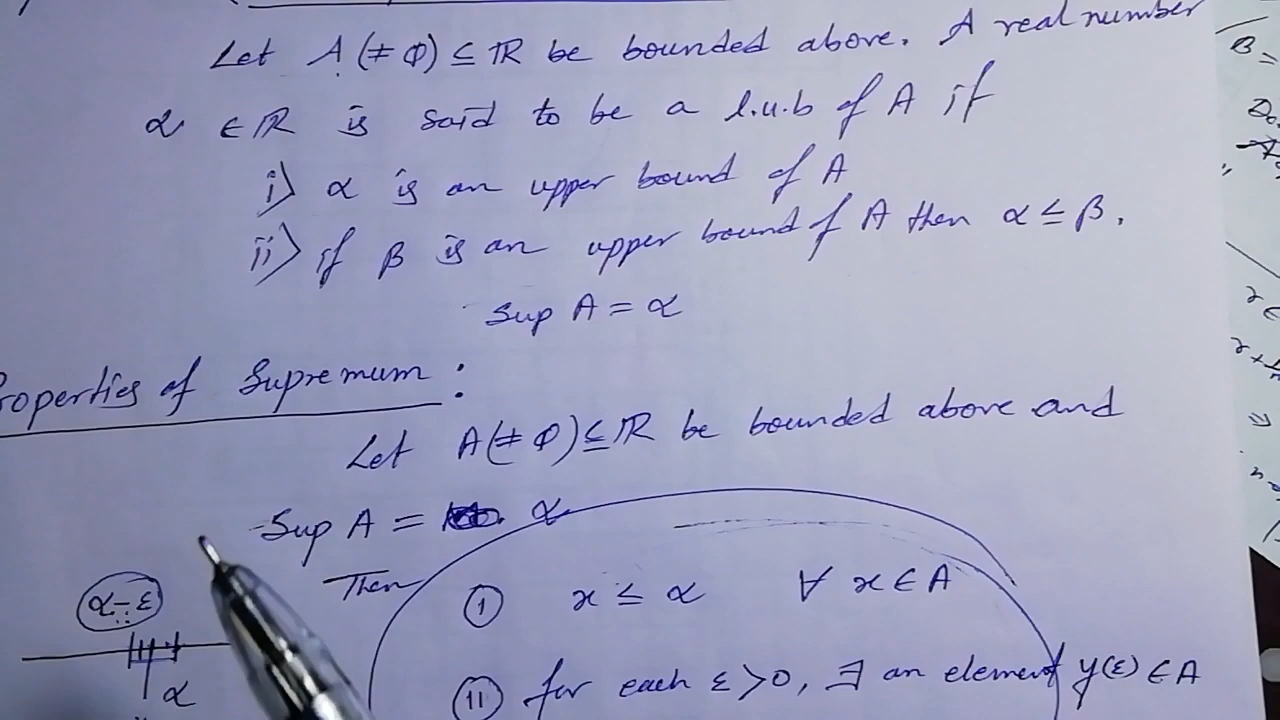 Let A (≠ Φ) ⊆ ℝ be bounded above. A real number
α ∈ ℝ is said to be a l.u.b of A if
i) α is an upper bound of A
ii) if β is an upper bound of A then α ≤ β.
Sup A = α
Properties of Supremum :
Let A(≠ Φ) ⊆ ℝ be bounded above and
Sup A = α
Then
I x ≤ α ∀ x ∈ A
α - ε
α
II for each ε > 0, ∃ an element y(ε) ∈ A